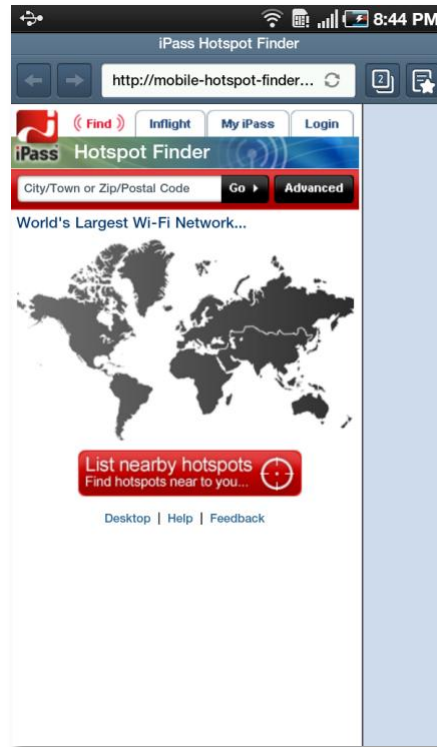 8:44 PM
iPass Hotspot Finder
http://mobile-hotspot-finder...
2
Find
Inflight
My iPass
Login
iPass
Hotspot Finder
City/Town or Zip/Postal Code
Go
Advanced
World's Largest Wi-Fi Network...
List nearby hotspots
Find hotspots near to you...
Desktop | Help | Feedback